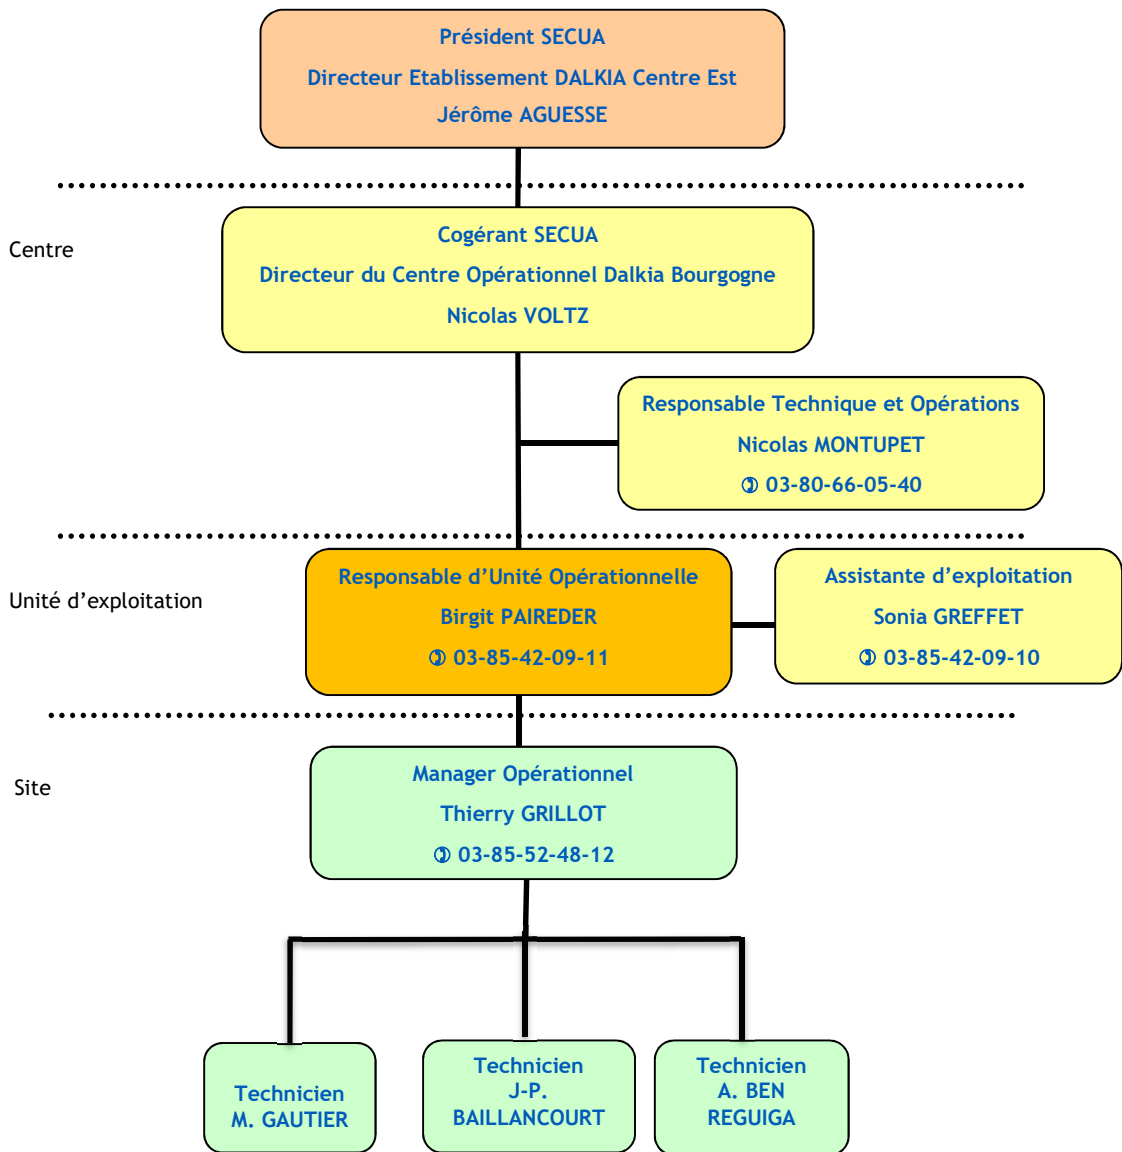 Président SECUA
Directeur Etablissement DALKIA Centre Est
Jérôme AGUESSE
Centre
Cogérant SECUA
Directeur du Centre Opérationnel Dalkia Bourgogne
Nicolas VOLTZ
Responsable Technique et Opérations
Nicolas MONTUPET
03-80-66-05-40
Unité d’exploitation
Responsable d’Unité Opérationnelle
Birgit PAIREDER
03-85-42-09-11
Assistante d’exploitation
Sonia GREFFET
03-85-42-09-10
Site
Manager Opérationnel
Thierry GRILLOT
03-85-52-48-12
Technicien
M. GAUTIER
Technicien
J-P.
BAILLANCOURT
Technicien
A. BEN
REGUIGA